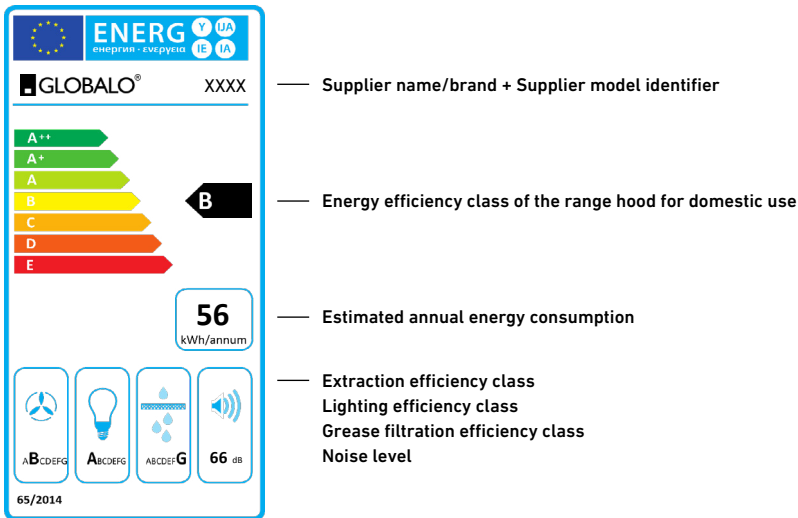 ENERG Y IJA
енергия · ενεργεια IE IA
GLOBALO® XXXX
Supplier name/brand + Supplier model identifier
A++
A+
A
B
C
D
E
B
Energy efficiency class of the range hood for domestic use
56
kWh/annum
Estimated annual energy consumption
ABCDEFG
ABCDEFG
ABCDEFG
66 dB
Extraction efficiency class
Lighting efficiency class
Grease filtration efficiency class
Noise level
65/2014